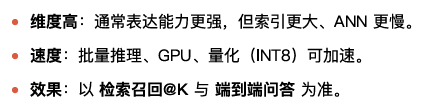 • 维度高：通常表达能力更强，但索引更大、ANN 更慢。
• 速度：批量推理、GPU、量化（INT8）可加速。
• 效果：以 检索召回@K 与 端到端问答 为准。